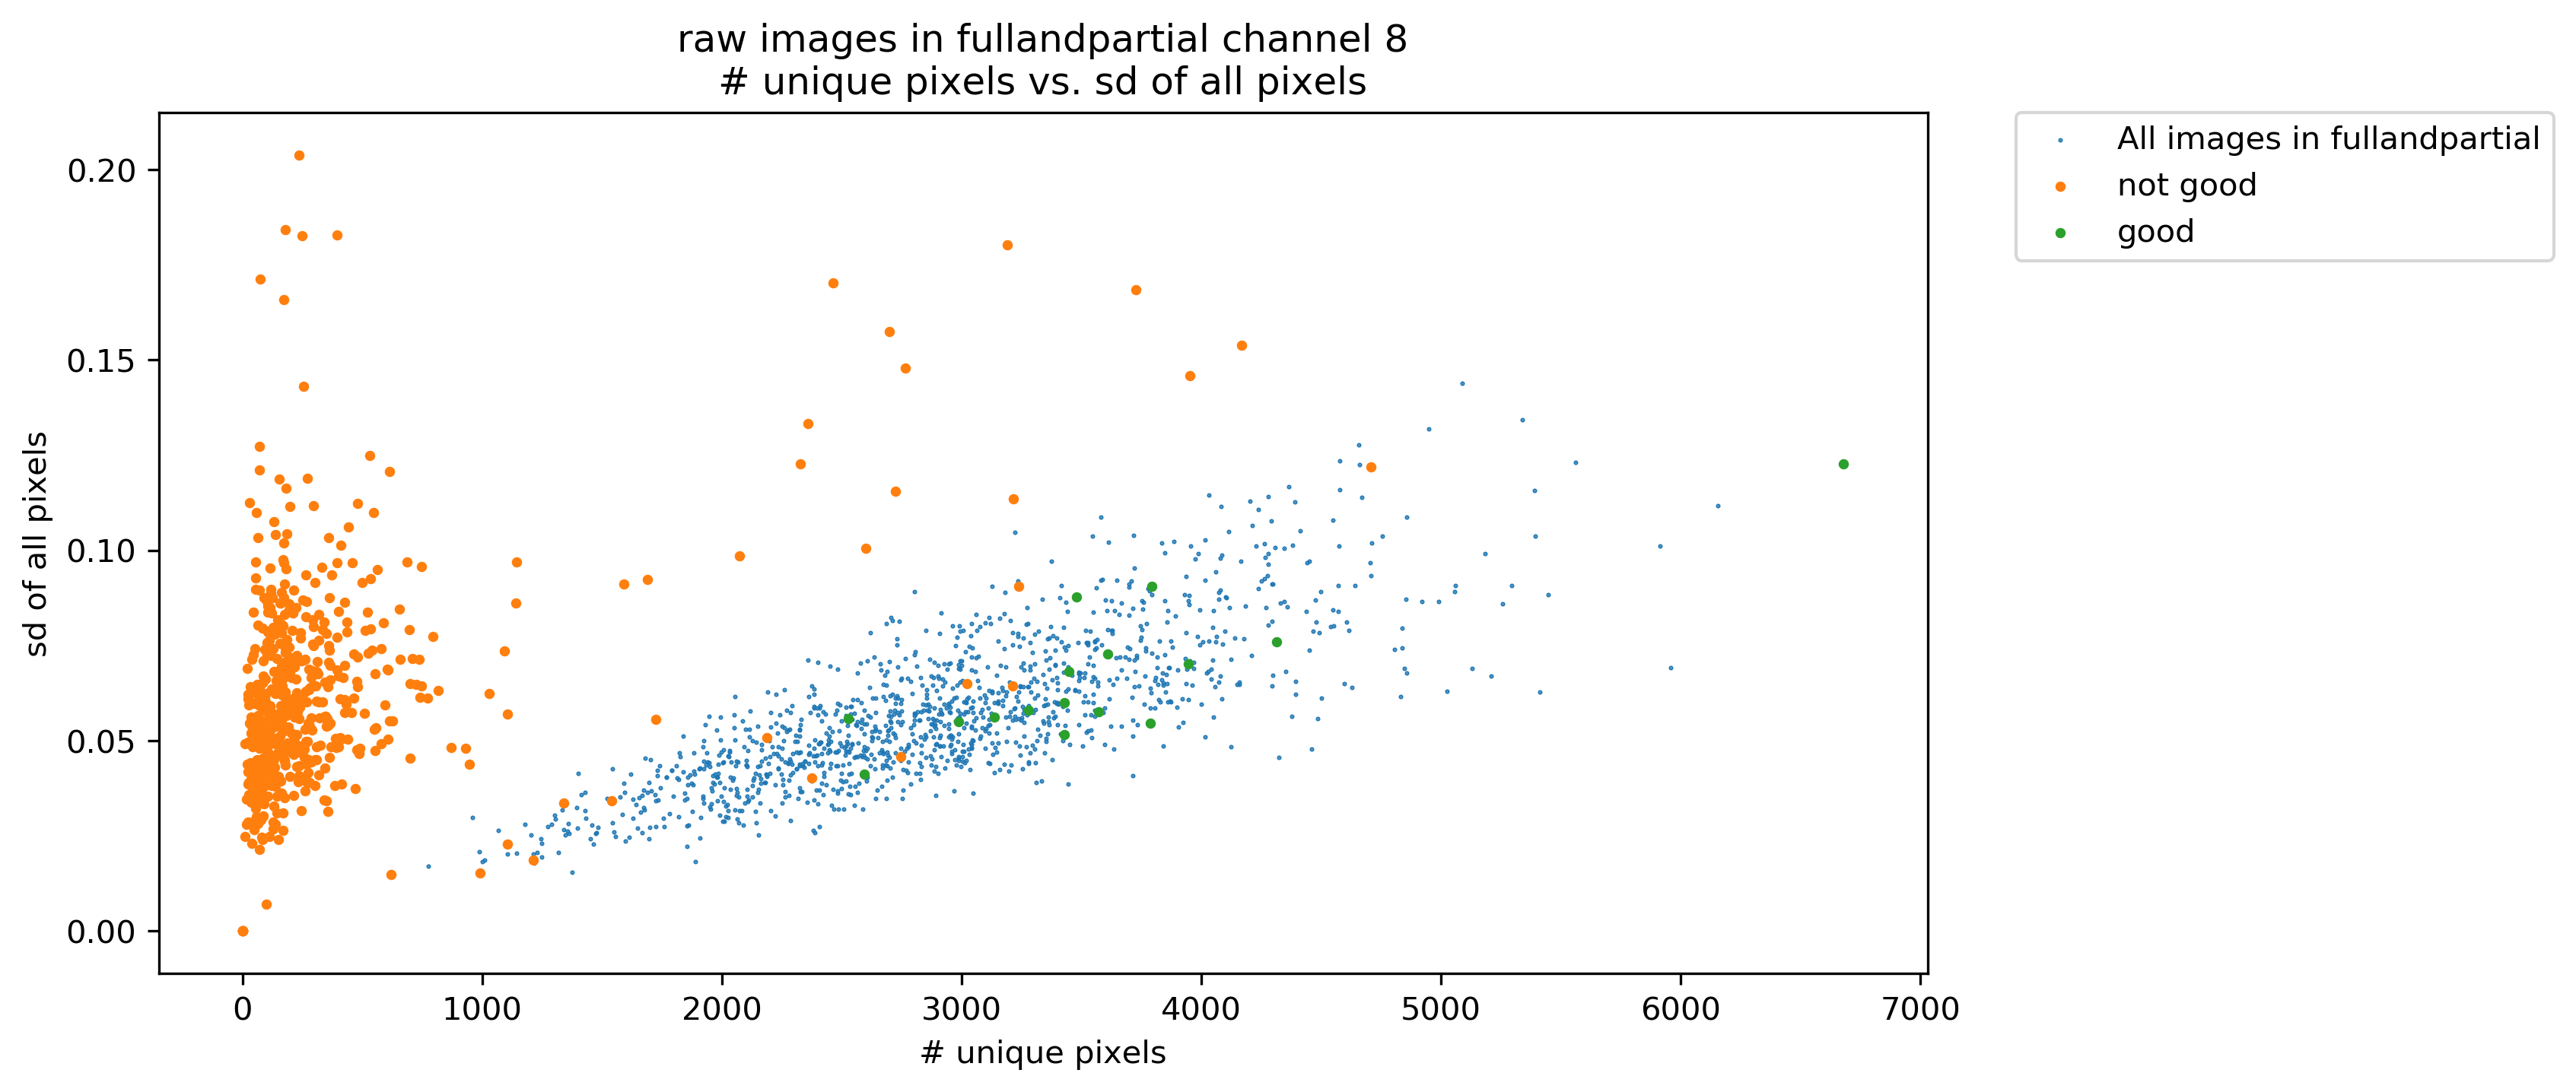 raw images in fullandpartial channel 8
# unique pixels vs. sd of all pixels
All images in fullandpartial
not good
good
sd of all pixels
0.20
0.15
0.10
0.05
0.00
0 1000 2000 3000 4000 5000 6000 7000
# unique pixels